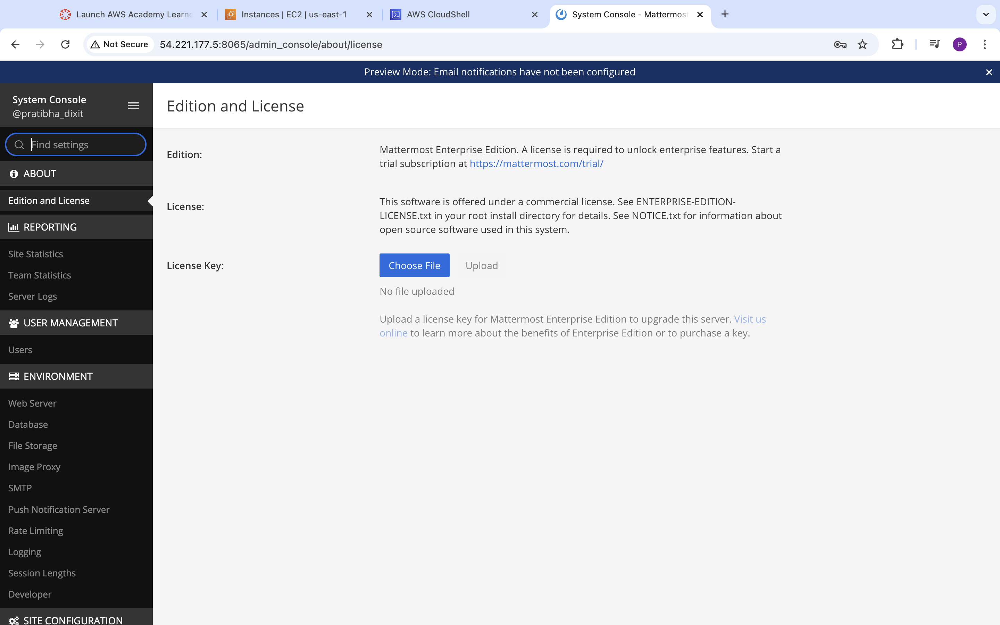 Launch AWS Academy Learne
Instances | EC2 | us-east-1
AWS CloudShell
System Console - Mattermost
Not Secure
54.221.177.5:8065/admin_console/about/license
P
Preview Mode: Email notifications have not been configured
System Console
@pratibha_dixit
Find settings
ABOUT
Edition and License
REPORTING
Site Statistics
Team Statistics
Server Logs
USER MANAGEMENT
Users
ENVIRONMENT
Web Server
Database
File Storage
Image Proxy
SMTP
Push Notification Server
Rate Limiting
Logging
Session Lengths
Developer
SITE CONFIGURATION
Edition and License
Edition:
Mattermost Enterprise Edition. A license is required to unlock enterprise features. Start a
trial subscription at https://mattermost.com/trial/
License:
This software is offered under a commercial license. See ENTERPRISE-EDITION-
LICENSE.txt in your root install directory for details. See NOTICE.txt for information about
open source software used in this system.
License Key:
Choose File
Upload
No file uploaded
Upload a license key for Mattermost Enterprise Edition to upgrade this server. Visit us
online to learn more about the benefits of Enterprise Edition or to purchase a key.